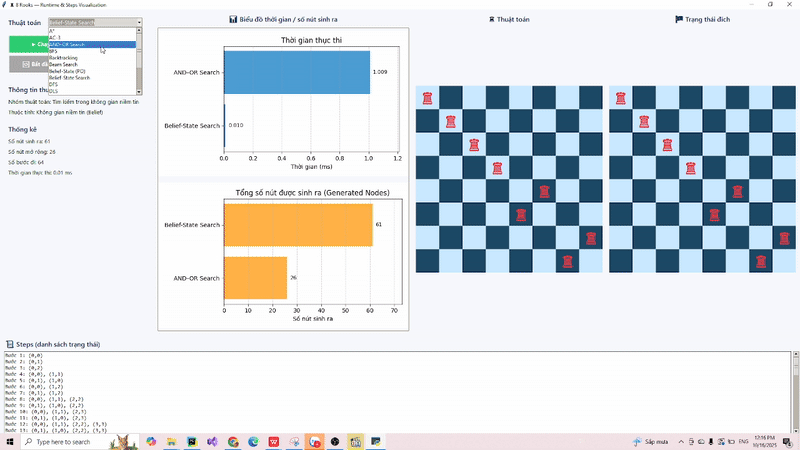 8 Rooks — Runtime & Steps Visualization
Thuật toán
Belief-State Search
A*
AC-3
AND-OR Search
BFS
Backtracking
Beam Search
Belief-State (PO)
Belief-State Search
DFS
DLS
Thông tin thu
Nhóm thuật toán: Tìm kiếm trong không gian niềm tin
Thuộc tính: Không gian niềm tin (Belief)
Thống kê
Số nút sinh ra: 61
Số nút mở rộng: 28
Số bước đi: 64
Thời gian thực thi: 0.01 ms
Biểu đồ thời gian / số nút sinh ra
Thời gian thực thi
AND-OR Search
1.009
Belief-State Search
0.010
0.0 0.2 0.4 0.6 0.8 1.0 1.2
Thời gian (ms)
Tổng số nút được sinh ra (Generated Nodes)
Belief-State Search
61
AND-OR Search
26
0 10 20 30 40 50 60 70
Số nút sinh ra
Thuật toán
Trạng thái đích
Steps (danh sách trạng thái)
Bước 1: (0,0)
Bước 2: (0,1)
Bước 3: (0,2)
Bước 4: (0,0), (1,1)
Bước 5: (0,1), (1,0)
Bước 6: (0,0), (1,2)
Bước 7: (0,1), (1,2)
Bước 8: (0,0), (1,1), (2,2)
Bước 9: (0,1), (1,0), (2,2)
Bước 10: (0,0), (1,1), (2,3)
Bước 11: (0,1), (1,0), (2,3)
Bước 12: (0,0), (1,1), (2,2), (3,3)
Bước 13: (0,1), (1,0), (2,2), (3,3)
Type here to search
Sắp mưa
ENG
12:16 PM
10/16/2025